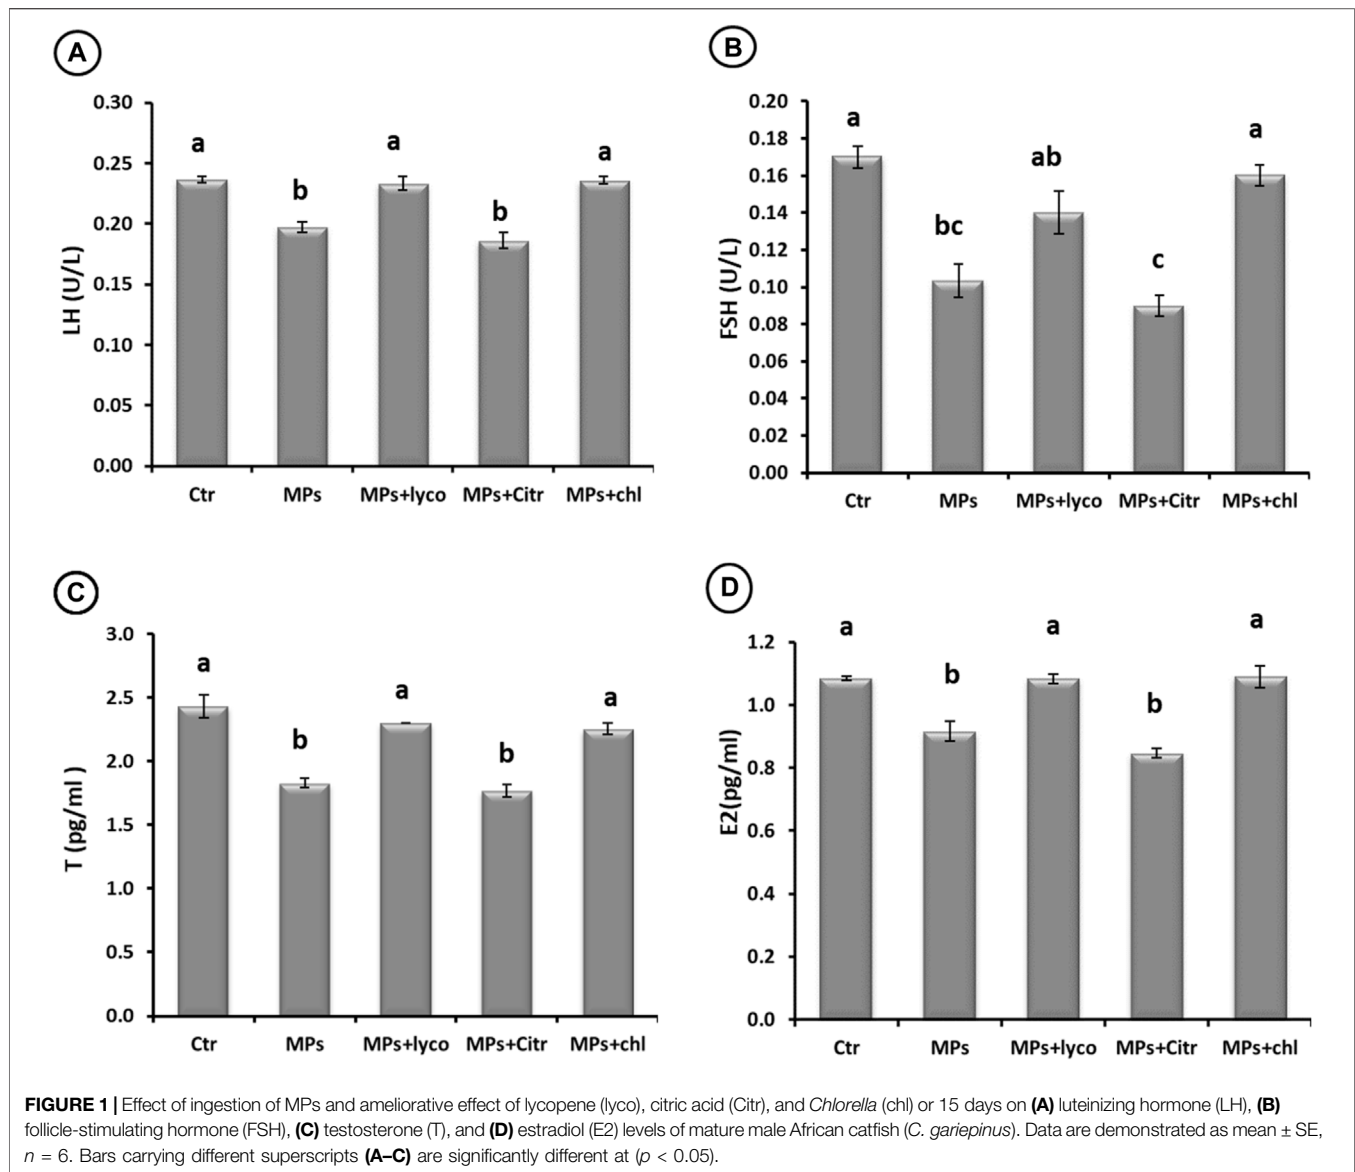 A
0.30
0.25
0.20
0.15
0.10
0.05
0.00
LH (U/L)
a
b
a
b
a
Ctr MPs MPs+lyco MPs+Citr MPs+chl
B
0.20
0.18
0.16
0.14
0.12
0.10
0.08
0.06
0.04
0.02
0.00
FSH (U/L)
a
bc
ab
c
a
Ctr MPs MPs+lyco MPs+Citr MPs+chl
C
3.0
2.5
2.0
1.5
1.0
0.5
0.0
T (pg/ml )
a
b
a
b
a
Ctr MPs MPs+lyco MPs+Citr MPs+chl
D
1.2
1.0
0.8
0.6
0.4
0.2
0.0
E2(pg/ml)
a
b
a
b
a
Ctr MPs MPs+lyco MPs+Citr MPs+chl
FIGURE 1 | Effect of ingestion of MPs and ameliorative effect of lycopene (lyco), citric acid (Citr), and Chlorella (chl) or 15 days on (A) luteinizing hormone (LH), (B)
follicle-stimulating hormone (FSH), (C) testosterone (T), and (D) estradiol (E2) levels of mature male African catfish (C. gariepinus). Data are demonstrated as mean ± SE,
n = 6. Bars carrying different superscripts (A–C) are significantly different at (p < 0.05).